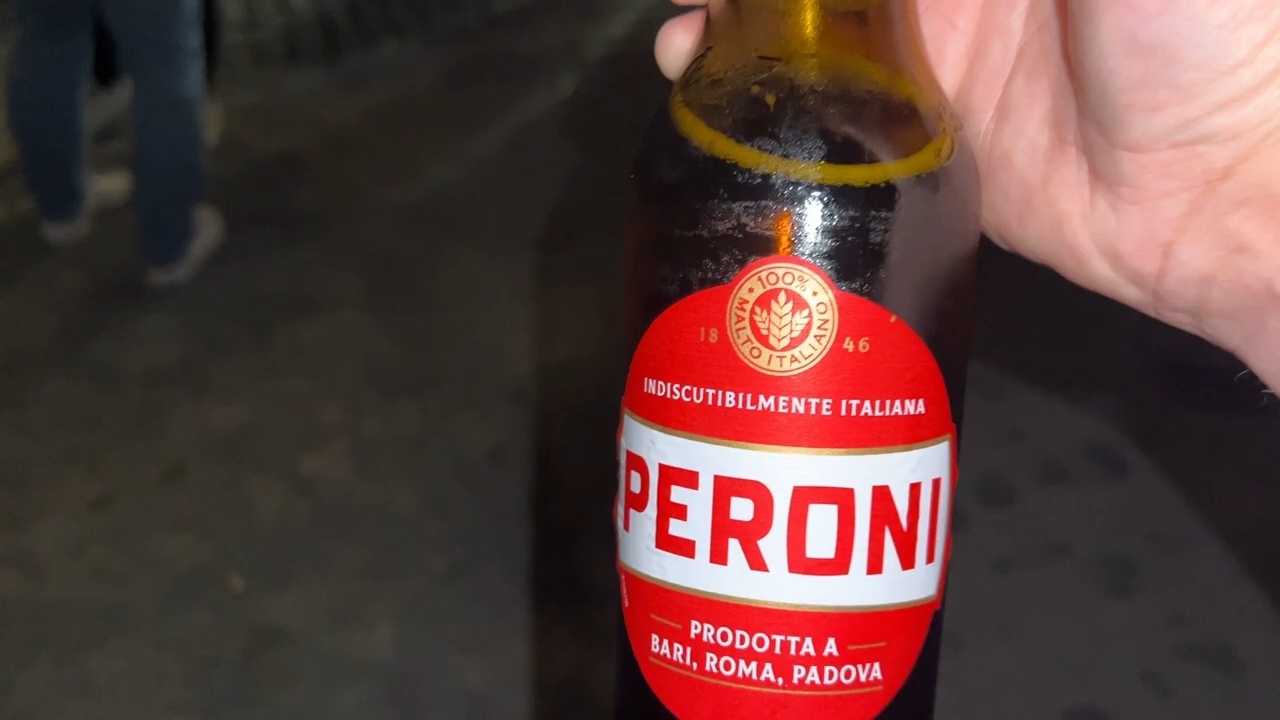 100%
MALTO ITALIANO
18 46
INDISCUTIBILMENTE ITALIANA
PERONI
PRODOTTA A
BARI, ROMA, PADOVA